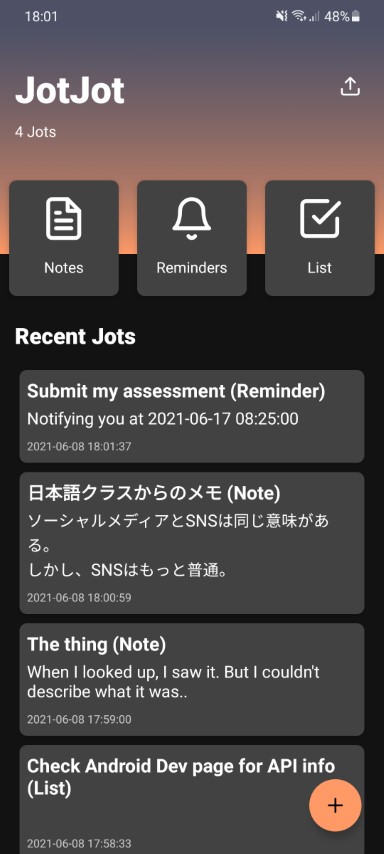 18:01
48%
JotJot
4 Jots
Notes
Reminders
List
Recent Jots
Submit my assessment (Reminder)
Notifying you at 2021-06-17 08:25:00
2021-06-08 18:01:37
日本語クラスからのメモ (Note)
ソーシャルメディアとSNSは同じ意味があ
る。
しかし、SNSはもっと普通。
2021-06-08 18:00:59
The thing (Note)
When I looked up, I saw it. But I couldn't
describe what it was..
2021-06-08 17:59:00
Check Android Dev page for API info
(List)
2021-06-08 17:58:33